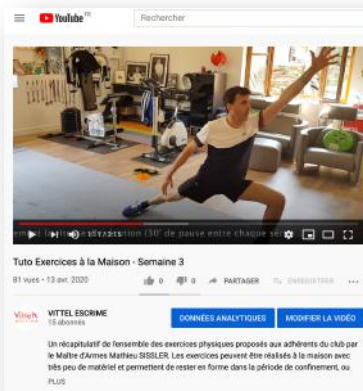 YouTube FR
Rechercher
(30' de pause entre chaque
Tuto Exercices à la Maison - Semaine 3
81 vues • 13 avr. 2020
0
0
PARTAGER
ENREGISTRER
Vittel
VITTEL ESCRIME
15 abonnés
DONNÉES ANALYTIQUES
MODIFIER LA VIDÉO
Un récapitulatif de l'ensemble des exercices physiques proposés aux adhérents du club par
le Maître d'Armes Mathieu SISSLER. Les exercices peuvent être réalisés à la maison avec
très peu de matériel et permettent de rester en forme dans la période de confinement, ou
PLUS